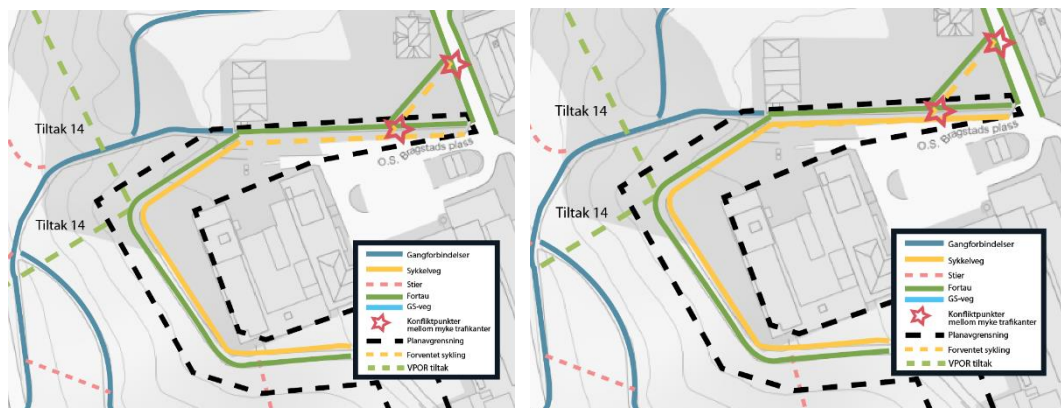 Tiltak 14
O.S. Bragstads plass
Tiltak 14
Gangforbindelser
Sykkelveg
Stier
Fortau
GS-veg
Konfliktpunkter
mellom myke trafikanter
Planavgrensning
Forventet sykling
VPOR tiltak
Tiltak 14
O.S. Bragstads plass
Tiltak 14
Gangforbindelser
Sykkelveg
Stier
Fortau
GS-veg
Konfliktpunkter
mellom myke trafikanter
Planavgrensning
Forventet sykling
VPOR tiltak